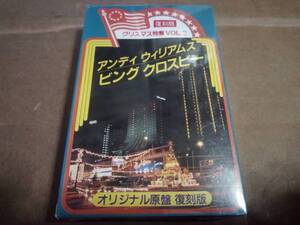 復刻版
クリスマス特集 VOL.2
アンディ ウィリアムス
ビング クロスビー
オリジナル原盤 復刻版